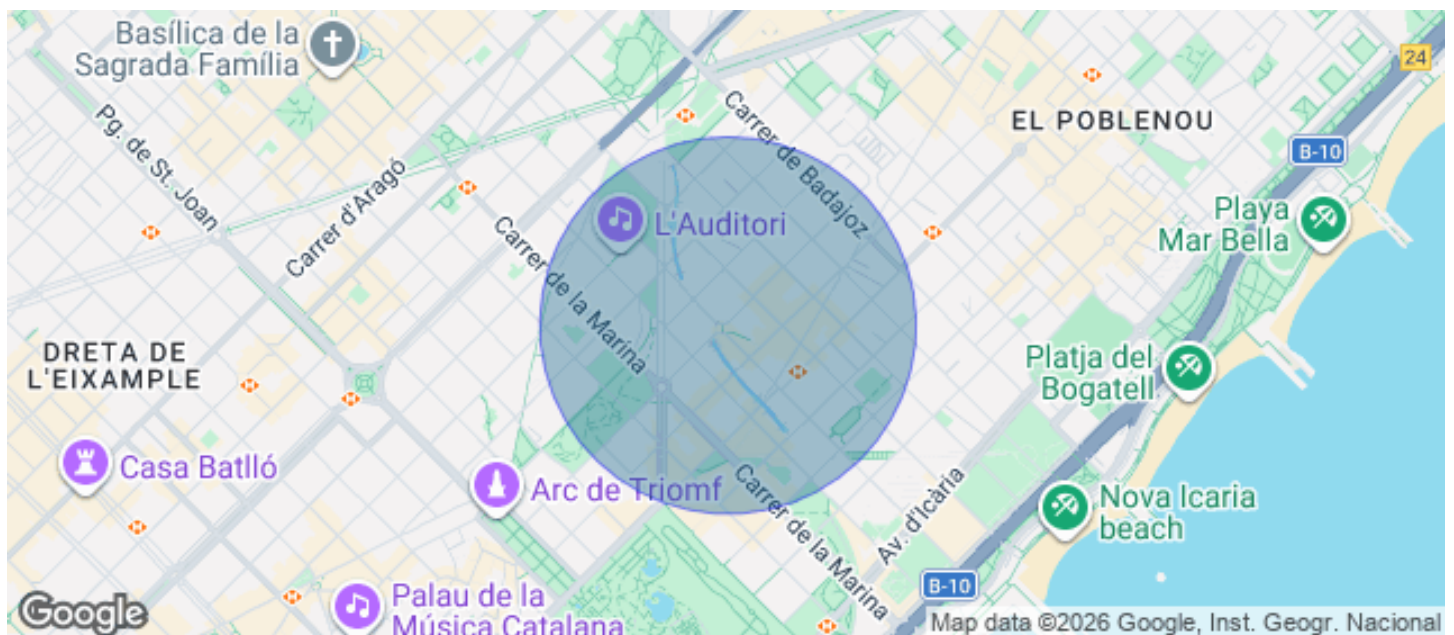 Basílica de la
Sagrada Família
24
Carrer de Badajoz
EL POBLENOU
B-10
Pg. de St. Joan
Carrer d'Aragó
L'Auditori
Playa
Mar Bella
Carrer de la Marina
DRETA DE
L'EIXAMPLE
Platja del
Bogatell
Casa Batlló
Arc de Triomf
Carrer de la Marina
Av. d'Icària
Nova Icaria
beach
B-10
Palau de la
Música Catalana
Google
Map data ©2026 Google, Inst. Geogr. Nacional